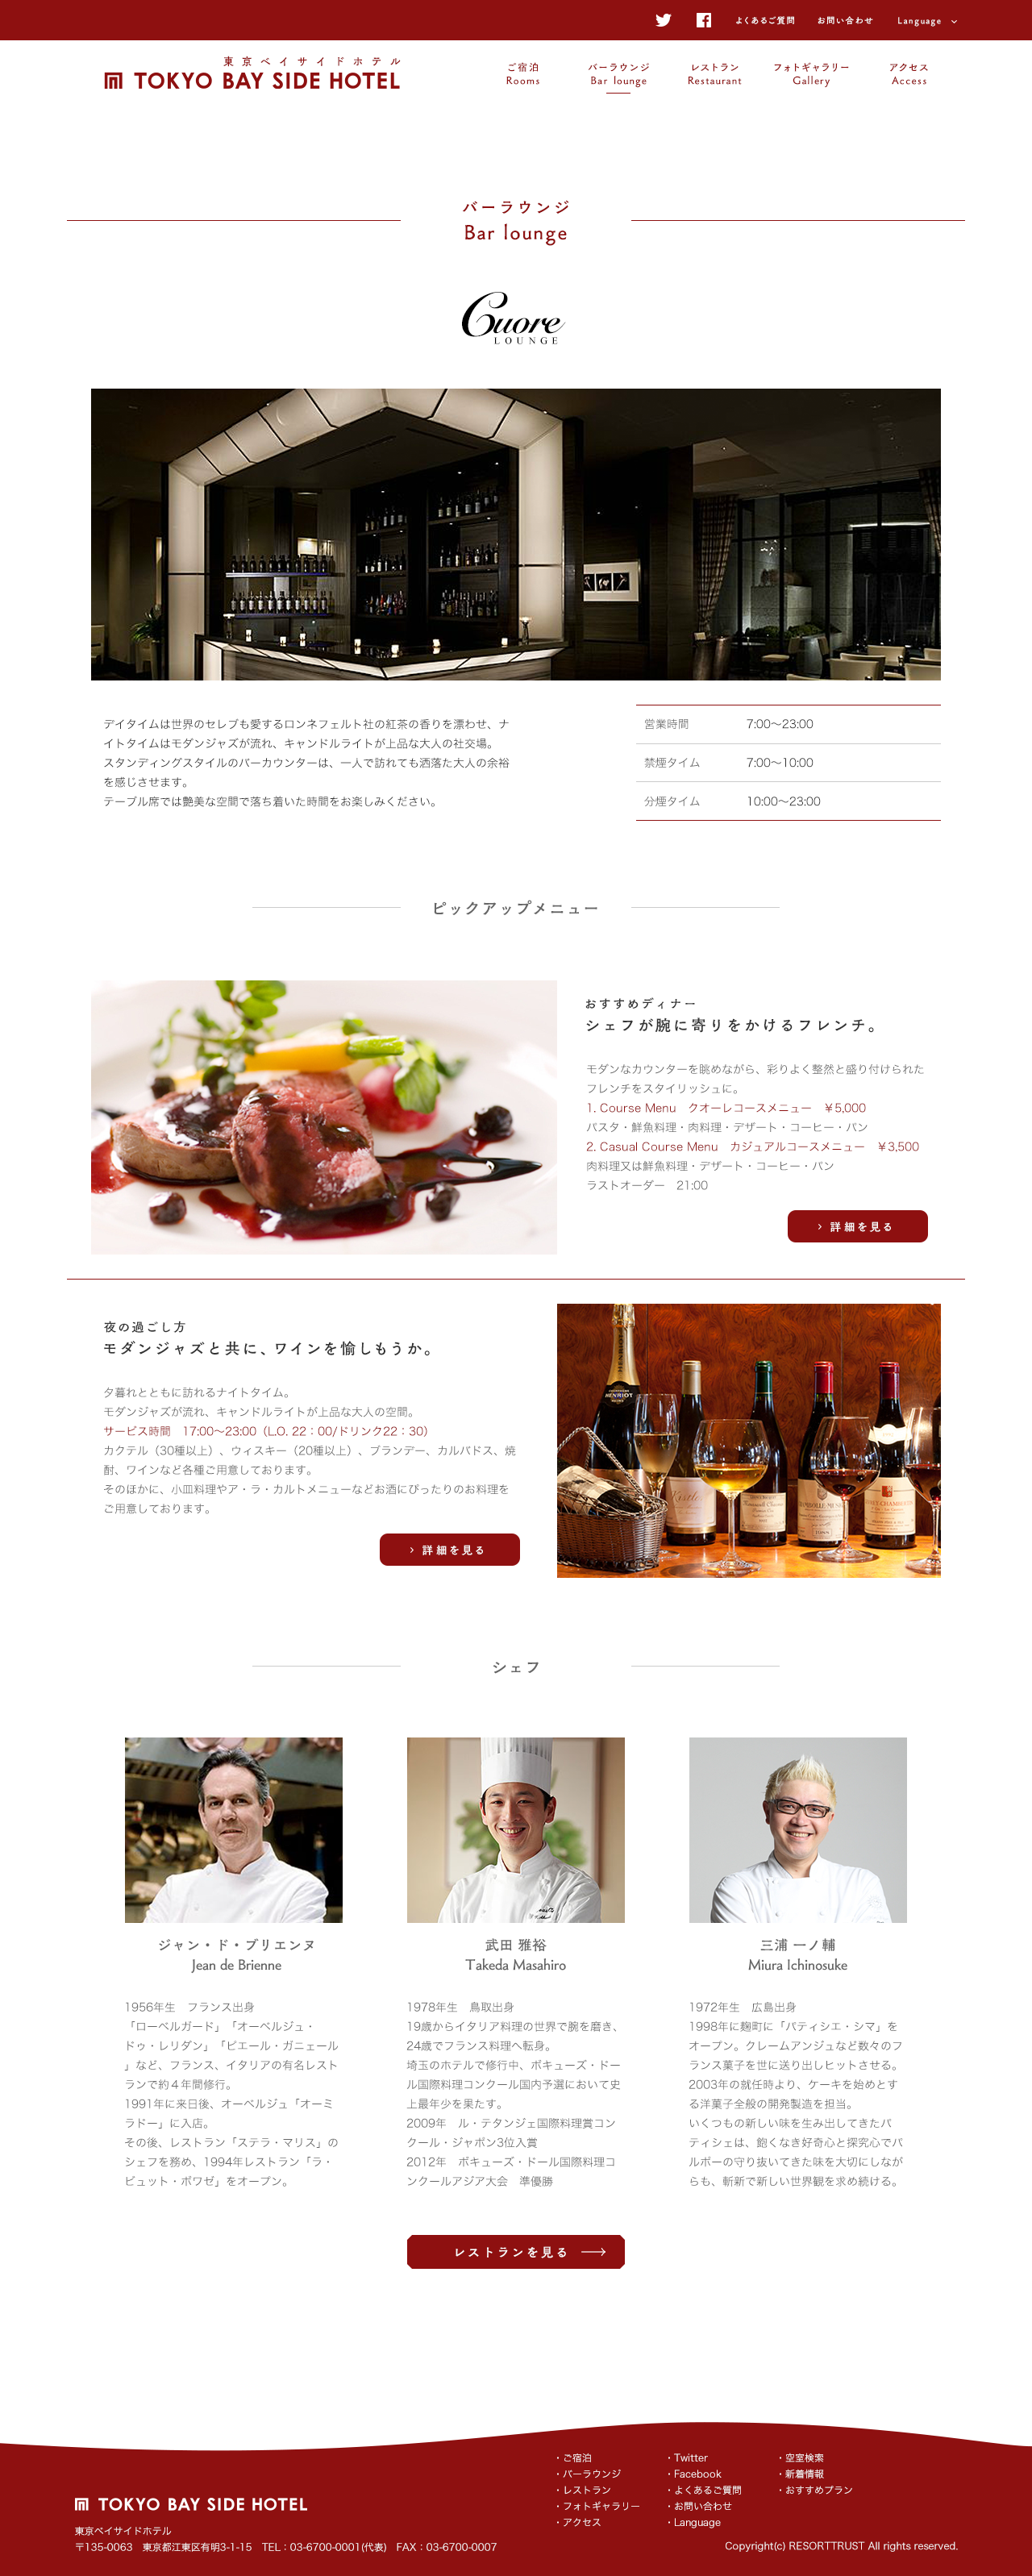 よくあるご質問 お問い合わせ Language
東京ベイサイドホテル
TOKYO BAY SIDE HOTEL
ご宿泊 バーラウンジ レストラン フォトギャラリー アクセス
Rooms Bar lounge Restaurant Gallery Access
バーラウンジ
Bar lounge
Cuore
LOUNGE
デイタイムは世界のセレブも愛するロンネフェルト社の紅茶の香りを漂わせ、ナ
イトタイムはモダンジャズが流れ、キャンドルライトが上品な大人の社交場。
スタンディングスタイルのバーカウンターは、一人で訪れても洒落た大人の余裕
を感じさせます。
テーブル席では艶美な空間で落ち着いた時間をお楽しみください。
営業時間 7:00〜23:00
禁煙タイム 7:00〜10:00
分煙タイム 10:00〜23:00
ピックアップメニュー
おすすめディナー
シェフが腕に寄りをかけるフレンチ。
モダンなカウンターを眺めながら、彩りよく整然と盛り付けられた
フレンチをスタイリッシュに。
1. Course Menu　クオーレコースメニュー　¥5,000
パスタ・鮮魚料理・肉料理・デザート・コーヒー・パン
2. Casual Course Menu　カジュアルコースメニュー　¥3,500
肉料理又は鮮魚料理・デザート・コーヒー・パン
ラストオーダー　21:00
› 詳細を見る
夜の過ごし方
モダンジャズと共に、ワインを愉しもうか。
夕暮れとともに訪れるナイトタイム。
モダンジャズが流れ、キャンドルライトが上品な大人の空間。
サービス時間　17:00〜23:00（L.O. 22：00/ドリンク22：30）
カクテル（30種以上）、ウィスキー（20種以上）、ブランデー、カルバドス、焼
酎、ワインなど各種ご用意しております。
そのほかに、小皿料理やア・ラ・カルトメニューなどお酒にぴったりのお料理を
ご用意しております。
› 詳細を見る
HENRIOT
シェフ
ジャン・ド・ブリエンヌ
Jean de Brienne
1956年生　フランス出身
「ローベルガード」「オーベルジュ・
ドゥ・レリダン」「ピエール・ガニェール
」など、フランス、イタリアの有名レスト
ランで約４年間修行。
1991年に来日後、オーベルジュ「オーミ
ラドー」に入店。
その後、レストラン「ステラ・マリス」の
シェフを務め、1994年レストラン「ラ・
ピュット・ボワゼ」をオープン。
武田 雅裕
Takeda Masahiro
1978年生　鳥取出身
19歳からイタリア料理の世界で腕を磨き、
24歳でフランス料理へ転身。
埼玉のホテルで修行中、ボキューズ・ドー
ル国際料理コンクール国内予選において史
上最年少を果たす。
2009年　ル・テタンジェ国際料理賞コン
クール・ジャポン3位入賞
2012年　ボキューズ・ドール国際料理コ
ンクールアジア大会　準優勝
三浦 一ノ輔
Miura Ichinosuke
1972年生　広島出身
1998年に麹町に「パティシエ・シマ」を
オープン。クレームアンジュなど数々のフ
ランス菓子を世に送り出しヒットさせる。
2003年の就任時より、ケーキを始めとす
る洋菓子全般の開発製造を担当。
いくつもの新しい味を生み出してきたパ
ティシェは、飽くなき好奇心と探究心でバ
ルボーの守り抜いてきた味を大切にしなが
らも、斬新で新しい世界観を求め続ける。
レストランを見る
・ご宿泊
・バーラウンジ
・レストラン
・フォトギャラリー
・アクセス
・Twitter
・Facebook
・よくあるご質問
・お問い合わせ
・Language
・空室検索
・新着情報
・おすすめプラン
TOKYO BAY SIDE HOTEL
東京ベイサイドホテル
〒135-0063　東京都江東区有明3-1-15　TEL：03-6700-0001(代表)　FAX：03-6700-0007
Copyright(c) RESORTTRUST All rights reserved.